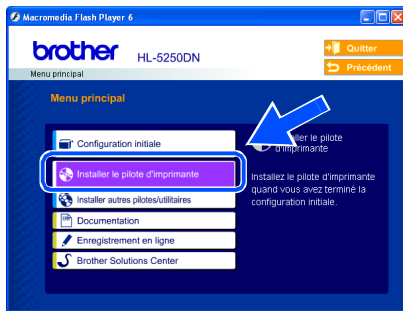 Macromedia Flash Player 6
brother
HL-5250DN
Quitter
Précédent
Menu principal
Menu principal
Configuration initiale
Installer le pilote d'imprimante
Installer autres pilotes/utilitaires
Documentation
Enregistrement en ligne
Brother Solutions Center
le pilote
d'imprimante
Installez le pilote d'imprimante
quand vous avez terminé la
configuration initiale.